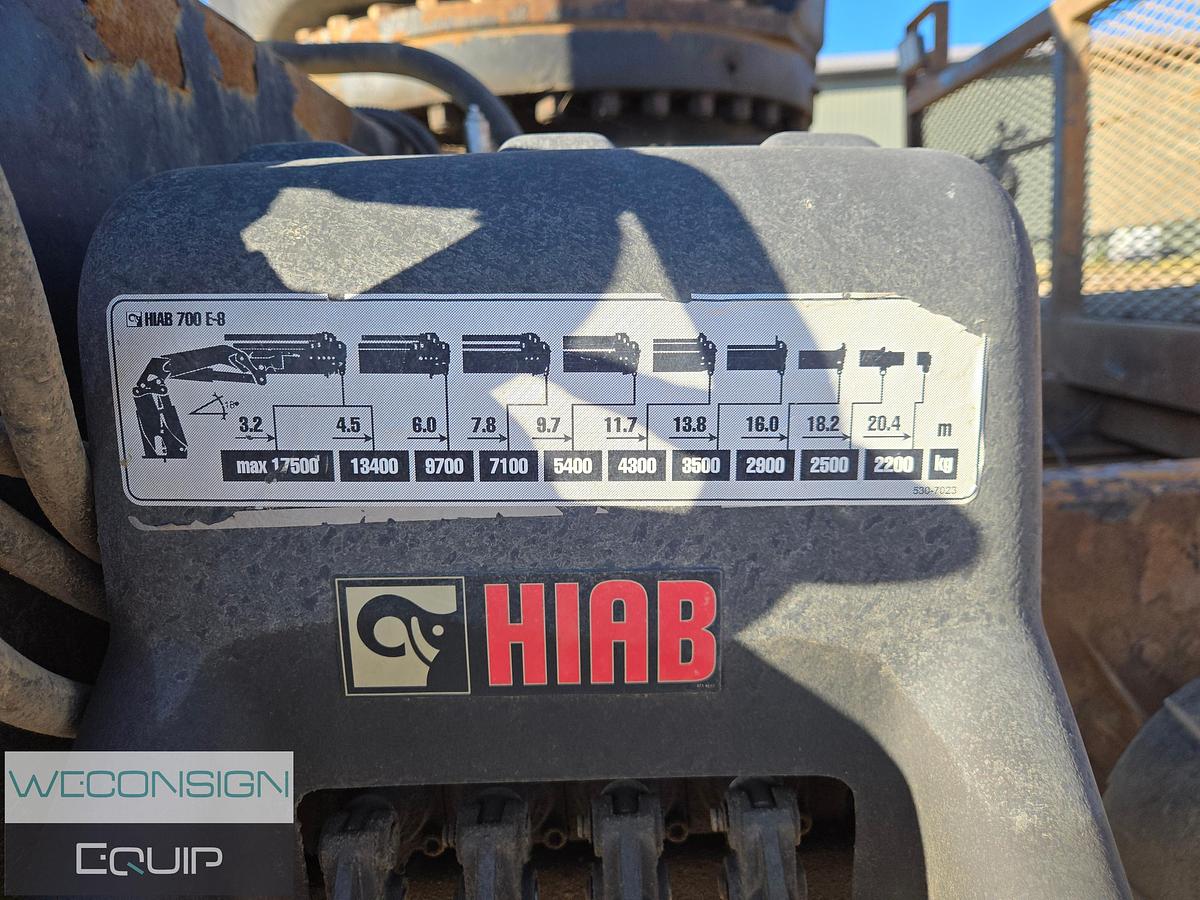 HIAB 700 E-8
18°
3.2 4.5 6.0 7.8 9.7 11.7 13.8 16.0 18.2 20.4 m
max 17500 13400 9700 7100 5400 4300 3500 2900 2500 2200 kg
530-7023
HIAB
WECONSIGN
EQUIP